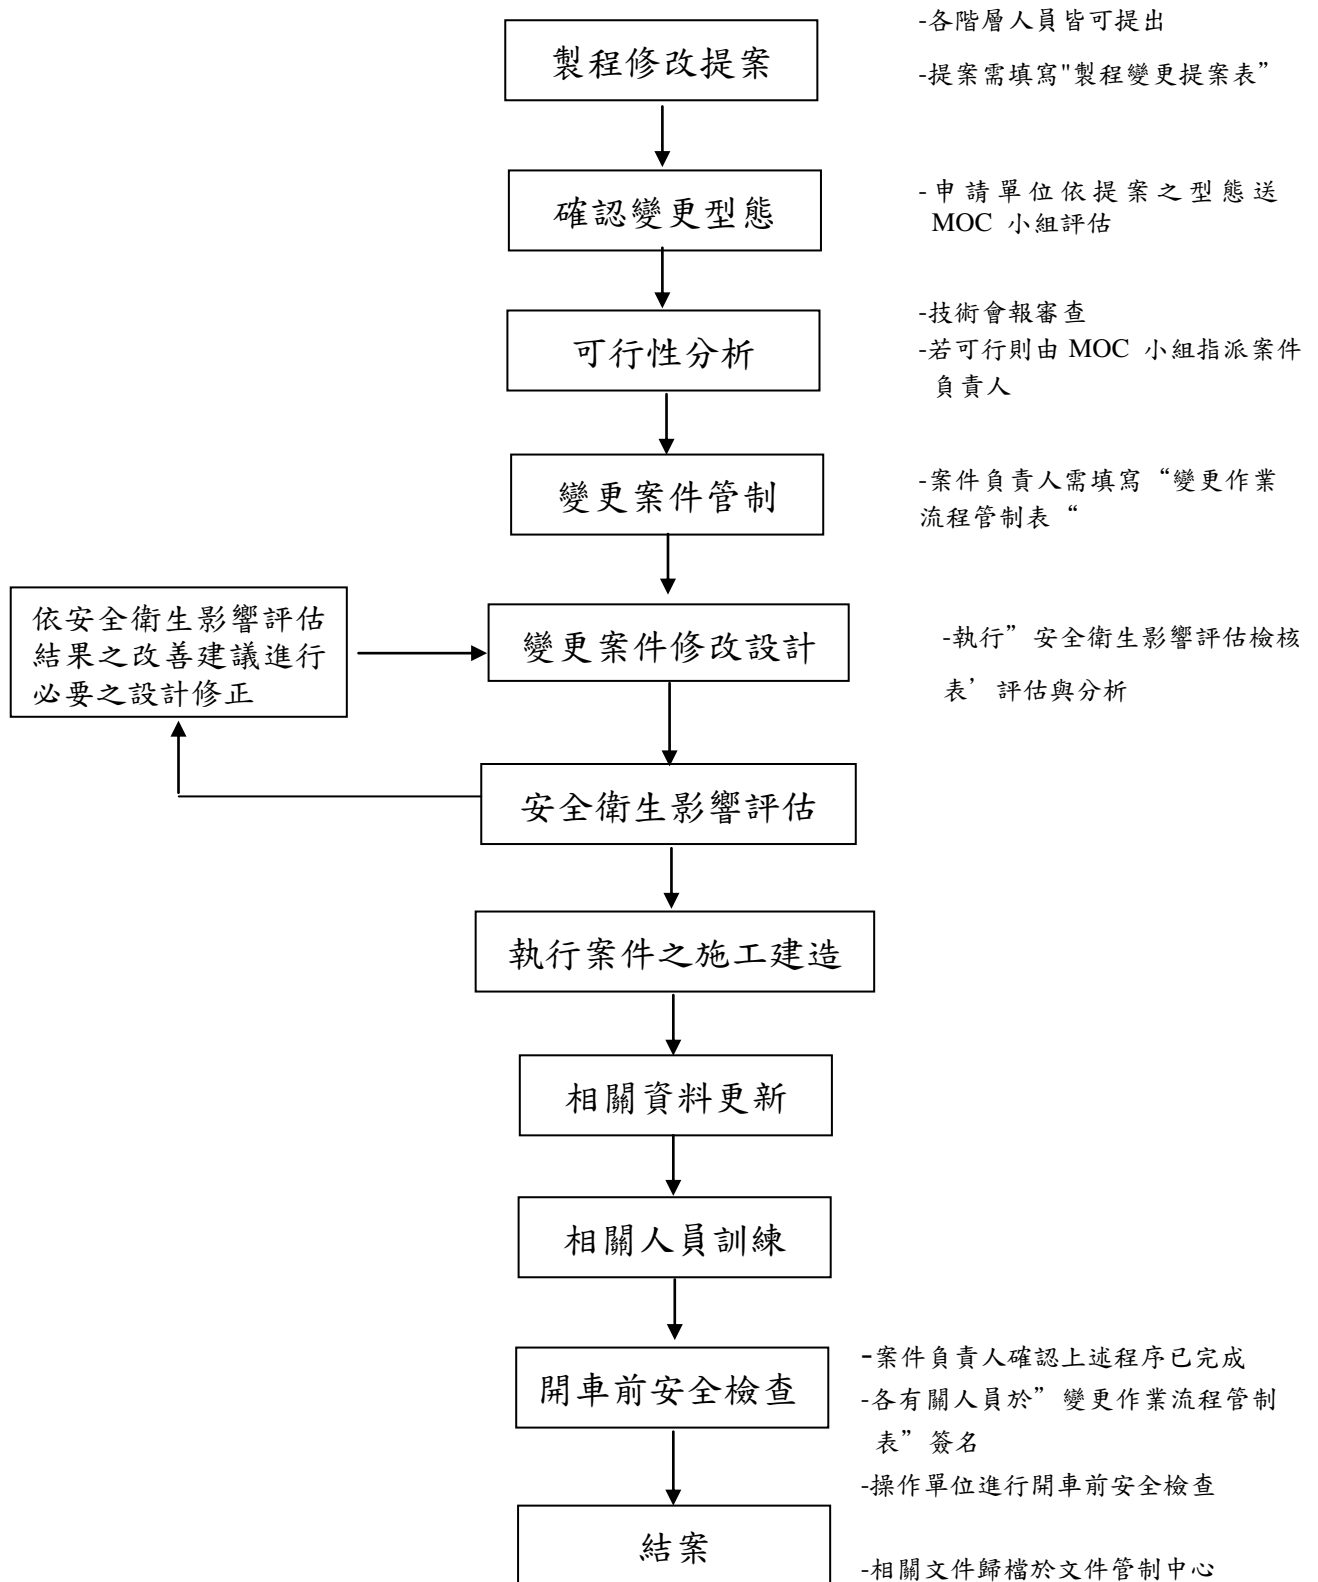 製程修改提案
-各階層人員皆可提出
-提案需填寫"製程變更提案表”
確認變更型態
-申請單位依提案之型態送
MOC 小組評估
可行性分析
-技術會報審查
-若可行則由 MOC 小組指派案件
負責人
變更案件管制
-案件負責人需填寫“變更作業
流程管制表“
依安全衛生影響評估
結果之改善建議進行
必要之設計修正
變更案件修改設計
-執行”安全衛生影響評估檢核
表’評估與分析
安全衛生影響評估
執行案件之施工建造
相關資料更新
相關人員訓練
開車前安全檢查
-案件負責人確認上述程序已完成
-各有關人員於”變更作業流程管制
表”簽名
-操作單位進行開車前安全檢查
結案
-相關文件歸檔於文件管制中心